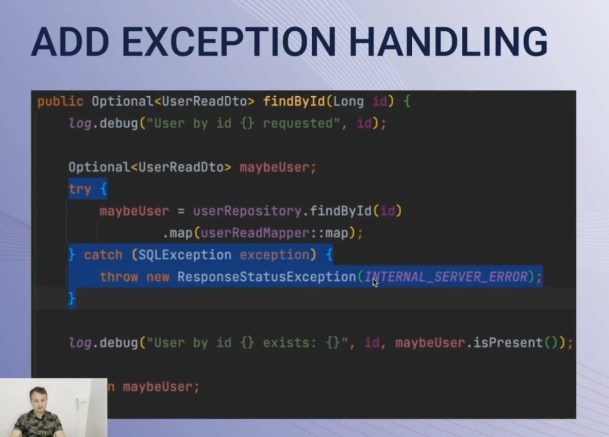 ADD EXCEPTION HANDLING
public Optional<UserReadDto> findById(Long id) {
log.debug("User by id {} requested", id);
Optional<UserReadDto> maybeUser;
try {
maybeUser = userRepository.findById(id)
.map(userReadMapper::map);
} catch (SQLException exception) {
throw new ResponseStatusException(INTERNAL_SERVER_ERROR);
}
log.debug("User by id {} exists: {}", id, maybeUser.isPresent());
n maybeUser;